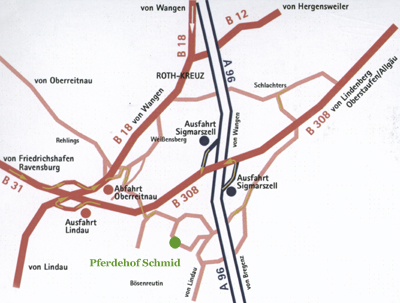 von Wangen
von Hergensweiler
B 12
B 18
A 96
ROTH-KREUZ
von Oberreitnau
von Wangen
B 18
Schlachters
von Lindenberg
Oberstaufen/Allgäu
B 308
Rehlings
Weißensberg
Ausfahrt
Sigmarszell
von Wangen
von Friedrichshafen
Ravensburg
B 31
Abfahrt
Oberreitnau
B 308
Ausfahrt
Sigmarszell
Ausfahrt
Lindau
Pferdehof Schmid
von Lindau
Bösenreutin
von Lindau
A 96
von Bregenz